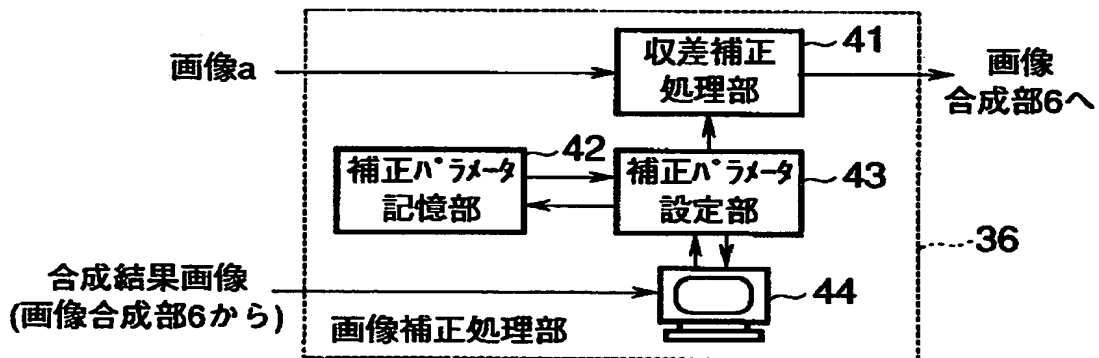 画像a
収差補正
処理部
41
画像
合成部6へ
補正パラメータ
記憶部
42
補正パラメータ
設定部
43
36
合成結果画像
(画像合成部6から)
44
画像補正処理部